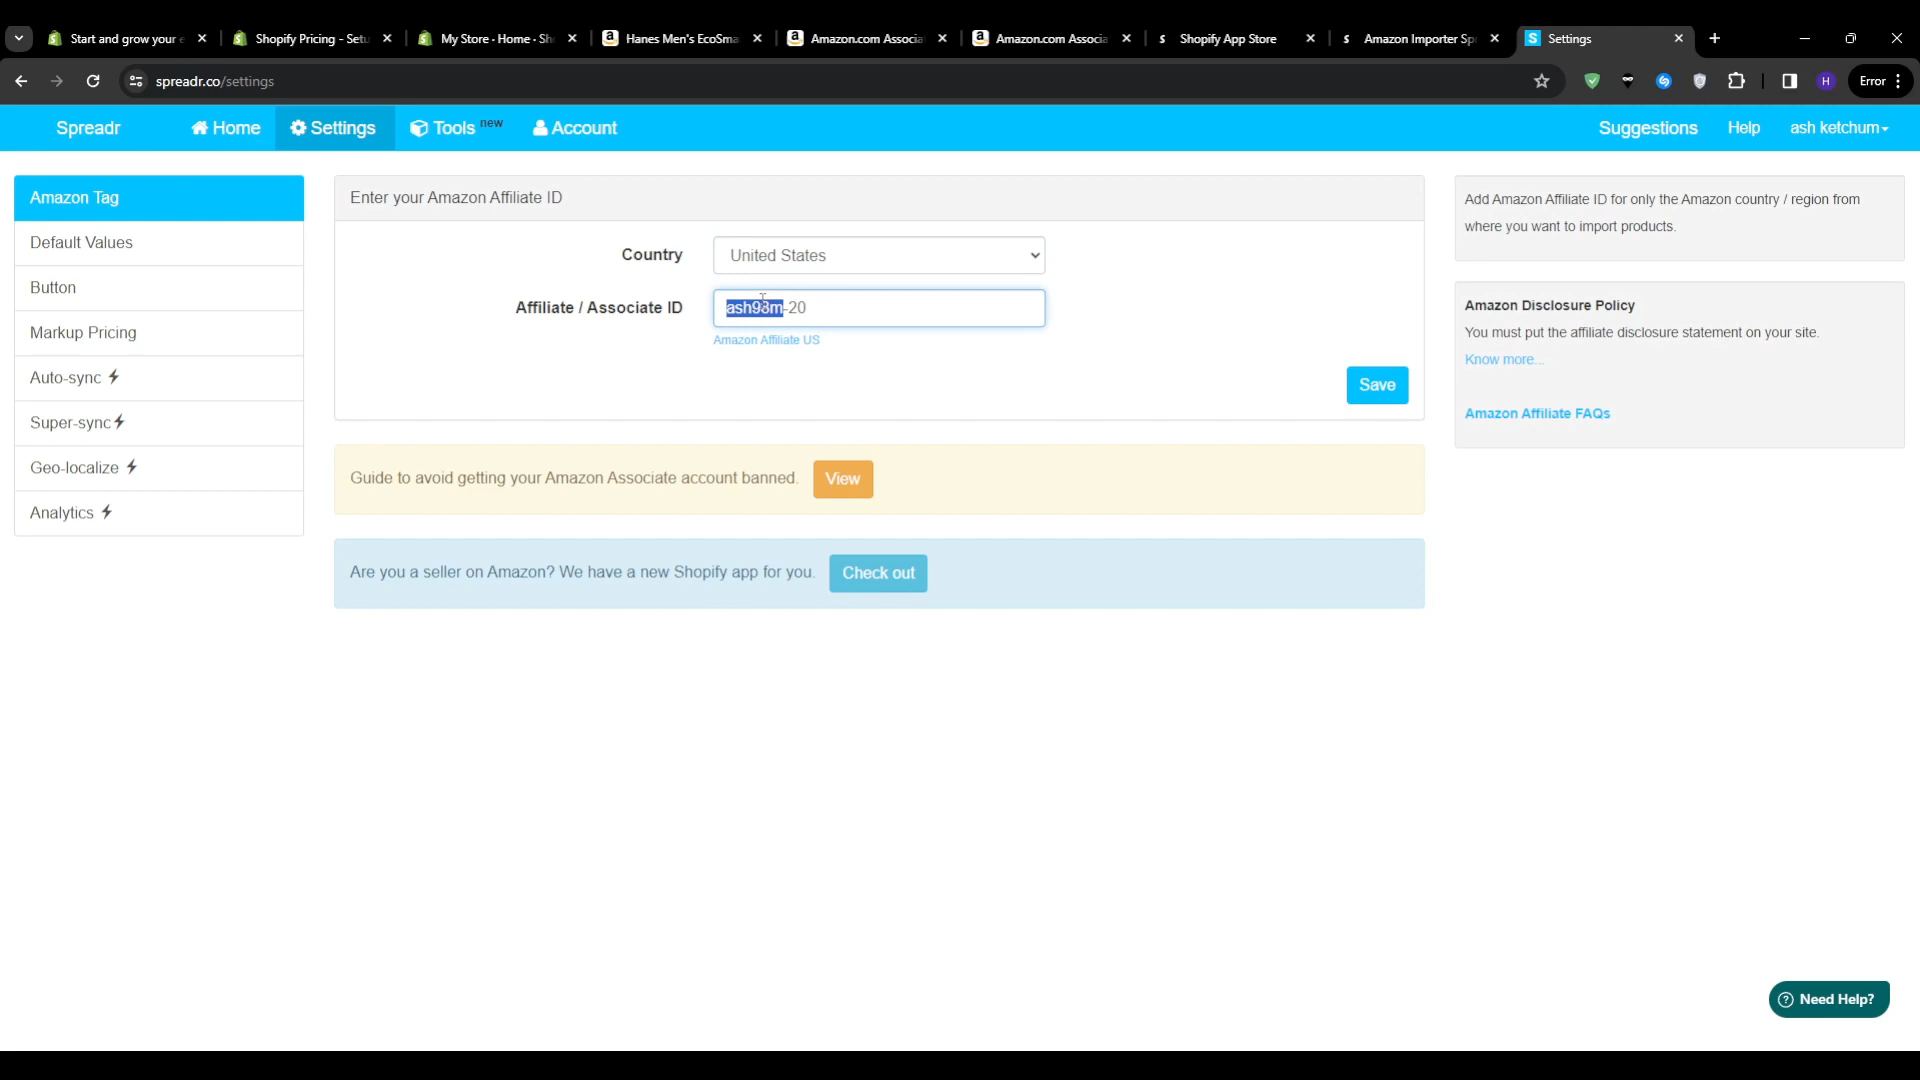 Start and grow your e
Shopify Pricing - Setu
My Store · Home · Sh
Hanes Men's EcoSma
Amazon.com Associa
Amazon.com Associa
Shopify App Store
Amazon Importer Sp
Settings
spreadr.co/settings
H
Error
Spreadr
Home
Settings
Tools new
Account
Suggestions
Help
ash ketchum
Amazon Tag
Default Values
Button
Markup Pricing
Auto-sync
Super-sync
Geo-localize
Analytics
Enter your Amazon Affiliate ID
Country
United States
Affiliate / Associate ID
ash98m-20
Amazon Affiliate US
Save
Guide to avoid getting your Amazon Associate account banned.
View
Are you a seller on Amazon? We have a new Shopify app for you.
Check out
Add Amazon Affiliate ID for only the Amazon country / region from
where you want to import products.
Amazon Disclosure Policy
You must put the affiliate disclosure statement on your site.
Know more...
Amazon Affiliate FAQs
Need Help?